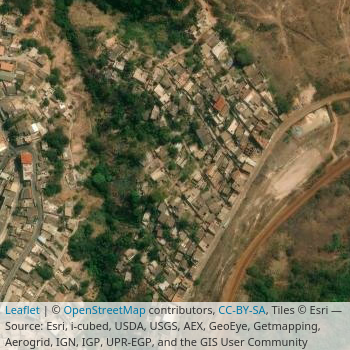 Leaflet | © OpenStreetMap contributors, CC-BY-SA, Tiles © Esri —
Source: Esri, i-cubed, USDA, USGS, AEX, GeoEye, Getmapping,
Aerogrid, IGN, IGP, UPR-EGP, and the GIS User Community